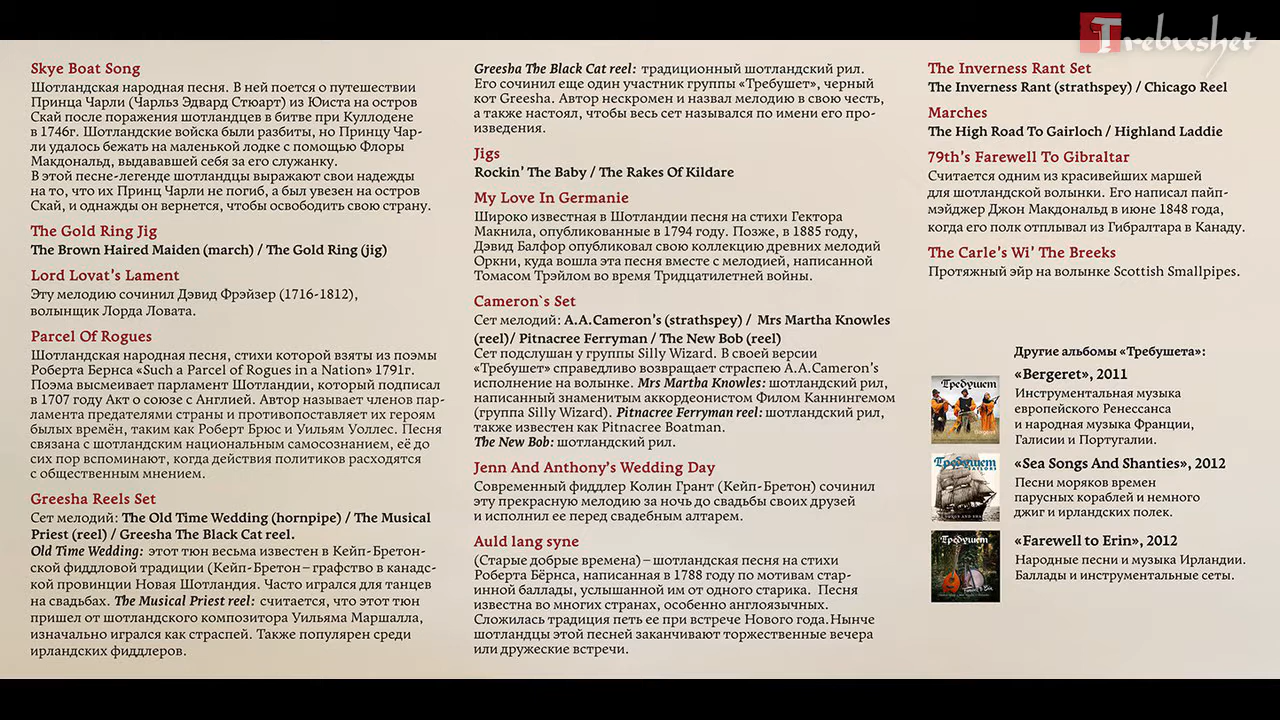 Trebushet
Skye Boat Song
Шотландская народная песня. В ней поется о путешествии
Принца Чарли (Чарльз Эдвард Стюарт) из Юиста на остров
Скай после поражения шотландцев в битве при Куллодене
в 1746г. Шотландские войска были разбиты, но Принцу Чар-
ли удалось бежать на маленькой лодке с помощью Флоры
Макдональд, выдававшей себя за его служанку.
В этой песне-легенде шотландцы выражают свои надежды
на то, что их Принц Чарли не погиб, а был увезен на остров
Скай, и однажды он вернется, чтобы освободить свою страну.
The Gold Ring Jig
The Brown Haired Maiden (march) / The Gold Ring (jig)
Lord Lovat's Lament
Эту мелодию сочинил Дэвид Фрэйзер (1716-1812),
волынщик Лорда Ловата.
Parcel Of Rogues
Шотландская народная песня, стихи которой взяты из поэмы
Роберта Бернса «Such a Parcel of Rogues in a Nation» 1791г.
Поэма высмеивает парламент Шотландии, который подписал
в 1707 году Акт о союзе с Англией. Автор называет членов пар-
ламента предателями страны и противопоставляет их героям
былых времён, таким как Роберт Брюс и Уильям Уоллес. Песня
связана с шотландским национальным самосознанием, её до
сих пор вспоминают, когда действия политиков расходятся
с общественным мнением.
Greesha Reels Set
Сет мелодий: The Old Time Wedding (hornpipe) / The Musical
Priest (reel) / Greesha The Black Cat reel.
Old Time Wedding: этот тюн весьма известен в Кейп-Бретон-
ской фиддловой традиции (Кейп-Бретон – графство в канадс-
кой провинции Новая Шотландия. Часто игрался для танцев
на свадьбах. The Musical Priest reel: считается, что этот тюн
пришел от шотландского композитора Уильяма Маршалла,
изначально игрался как страспей. Также популярен среди
ирландских фиддлеров.
Greesha The Black Cat reel: традиционный шотландский рил.
Его сочинил еще один участник группы «Требушет», черный
кот Greesha. Автор нескромен и назвал мелодию в свою честь,
а также настоял, чтобы весь сет назывался по имени его про-
изведения.
Jigs
Rockin' The Baby / The Rakes Of Kildare
My Love In Germanie
Широко известная в Шотландии песня на стихи Гектора
Макнила, опубликованные в 1794 году. Позже, в 1885 году,
Дэвид Балфор опубликовал свою коллекцию древних мелодий
Оркни, куда вошла эта песня вместе с мелодией, написанной
Томасом Трэйлом во время Тридцатилетней войны.
Cameron`s Set
Сет мелодий: A.A.Cameron's (strathspey) / Mrs Martha Knowles
(reel)/ Pitnacree Ferryman / The New Bob (reel)
Сет подслушан у группы Silly Wizard. В своей версии
«Требушет» справедливо возвращает страспею A.A.Cameron's
исполнение на волынке. Mrs Martha Knowles: шотландский рил,
написанный знаменитым аккордеонистом Филом Каннингемом
(группа Silly Wizard). Pitnacree Ferryman reel: шотландский рил,
также известен как Pitnacree Boatman.
The New Bob: шотландский рил.
Jenn And Anthony's Wedding Day
Современный фиддлер Колин Грант (Кейп-Бретон) сочинил
эту прекрасную мелодию за ночь до свадьбы своих друзей
и исполнил ее перед свадебным алтарем.
Auld lang syne
(Старые добрые времена) – шотландская песня на стихи
Роберта Бёрнса, написанная в 1788 году по мотивам стар-
инной баллады, услышанной им от одного старика. Песня
известна во многих странах, особенно англоязычных.
Сложилась традиция петь ее при встрече Нового года. Нынче
шотландцы этой песней заканчивают торжественные вечера
или дружеские встречи.
The Inverness Rant Set
The Inverness Rant (strathspey) / Chicago Reel
Marches
The High Road To Gairloch / Highland Laddie
79th's Farewell To Gibraltar
Считается одним из красивейших маршей
для шотландской волынки. Его написал пайп-
мэйджер Джон Макдональд в июне 1848 года,
когда его полк отплывал из Гибралтара в Канаду.
The Carle's Wi' The Breeks
Протяжный эйр на волынке Scottish Smallpipes.
Другие альбомы «Требушета»:
Требушет
«Bergeret», 2011
Инструментальная музыка
европейского Ренессанса
и народная музыка Франции,
Галисии и Португалии.
Требушет
«Sea Songs And Shanties», 2012
Песни моряков времен
парусных кораблей и немного
джиг и ирландских полек.
Требушет
«Farewell to Erin», 2012
Народные песни и музыка Ирландии.
Баллады и инструментальные сеты.